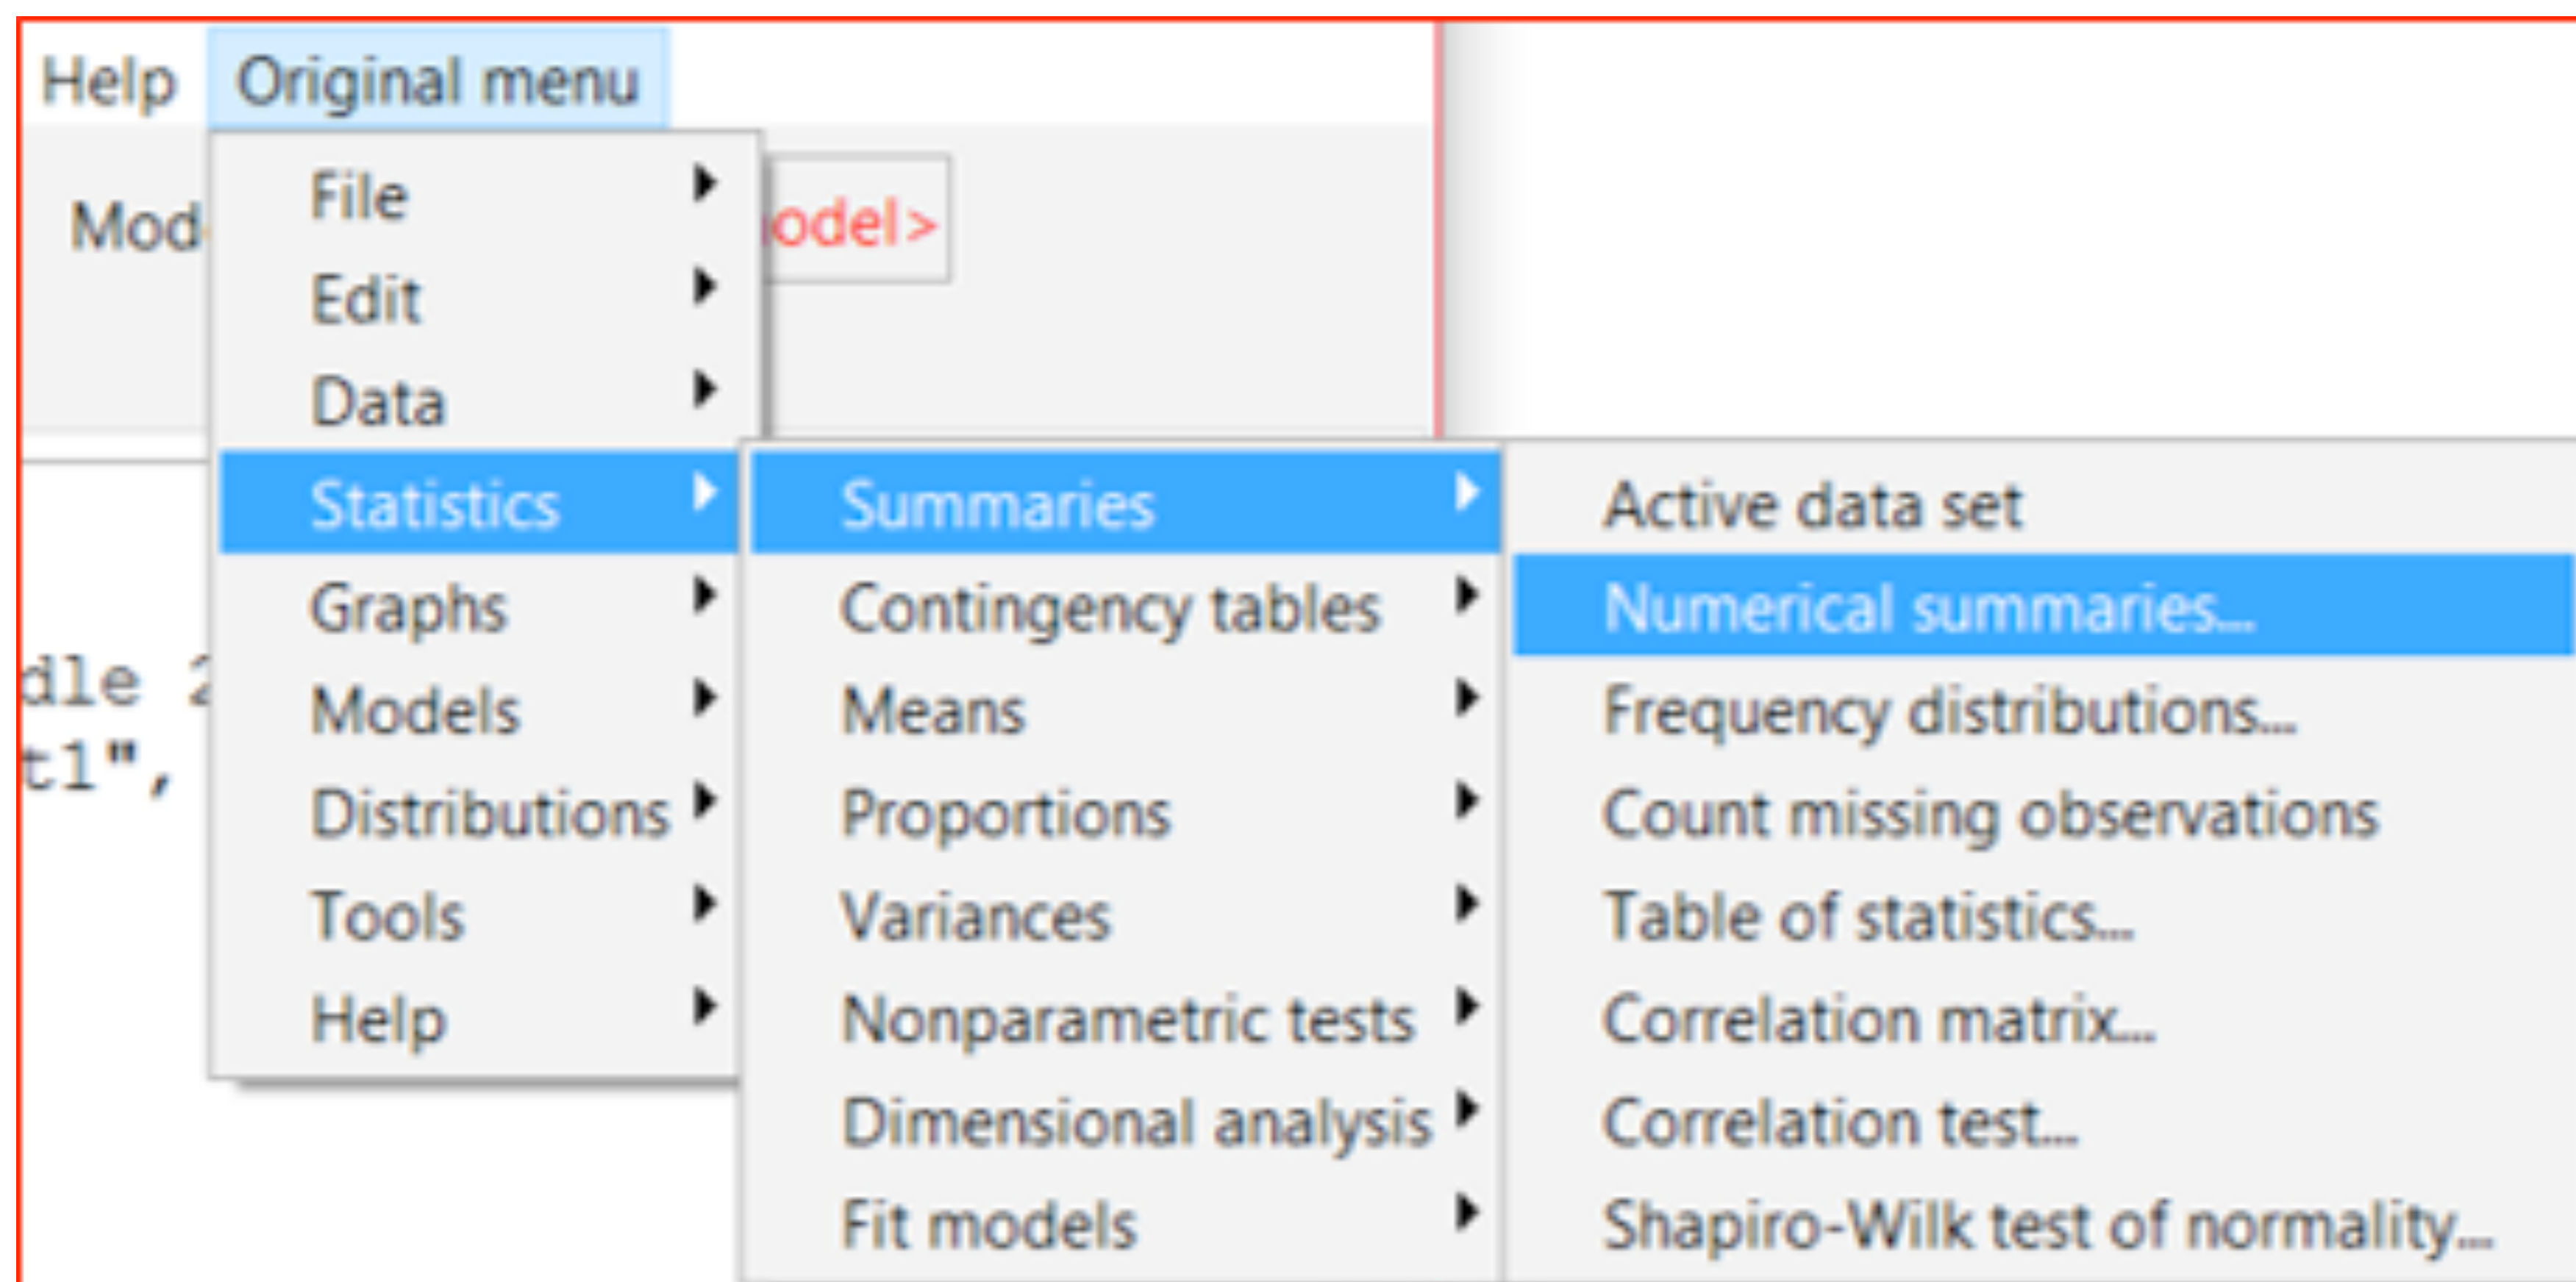 Help Original menu
File
Edit
Data
Statistics
Graphs
Models
Distributions
Tools
Help
Summaries
Contingency tables
Means
Proportions
Variances
Nonparametric tests
Dimensional analysis
Fit models
Active data set
Numerical summaries...
Frequency distributions...
Count missing observations
Table of statistics...
Correlation matrix...
Correlation test...
Shapiro-Wilk test of normality...
Mod
odel>
dle 2
t1",